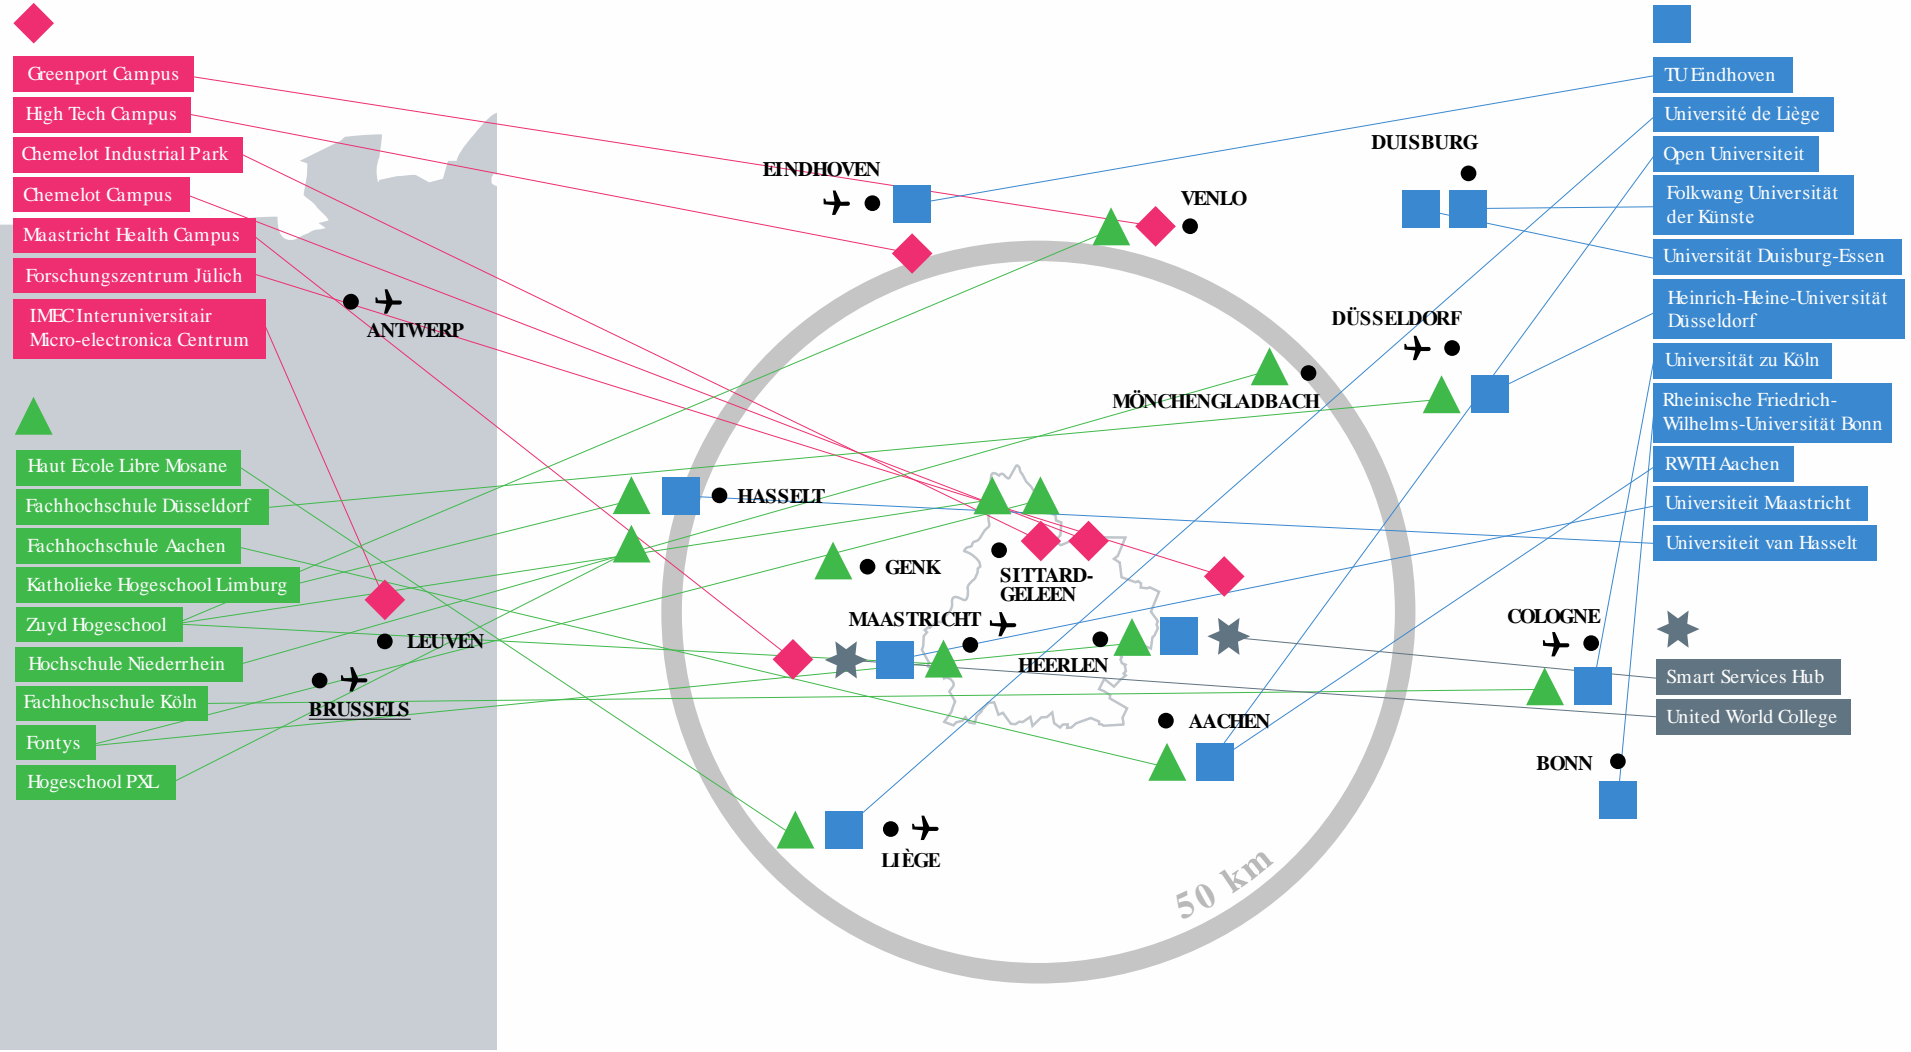 Greenport Campus
High Tech Campus
Chemelot Industrial Park
Chemelot Campus
Maastricht Health Campus
Forschungszentrum Jülich
IMEC Interuniversitair
Micro-electronica Centrum
Haut Ecole Libre Mosane
Fachhochschule Düsseldorf
Fachhochschule Aachen
Katholieke Hogeschool Limburg
Zuyd Hogeschool
Hochschule Niederrhein
Fachhochschule Köln
Fontys
Hogeschool PXL
ANTWERP
LEUVEN
BRUSSELS
EINDHOVEN
VENLO
DUISBURG
DÜSSELDORF
MÖNCHENGLADBACH
HASSELT
GENK
SITTARD-
GELEEN
MAASTRICHT
HEERLEN
AACHEN
LIÈGE
COLOGNE
BONN
50 km
TU Eindhoven
Université de Liège
Open Universiteit
Folkwang Universität
der Künste
Universität Duisburg-Essen
Heinrich-Heine-Universität
Düsseldorf
Universität zu Köln
Rheinische Friedrich-
Wilhelms-Universität Bonn
RWTH Aachen
Universiteit Maastricht
Universiteit van Hasselt
Smart Services Hub
United World College